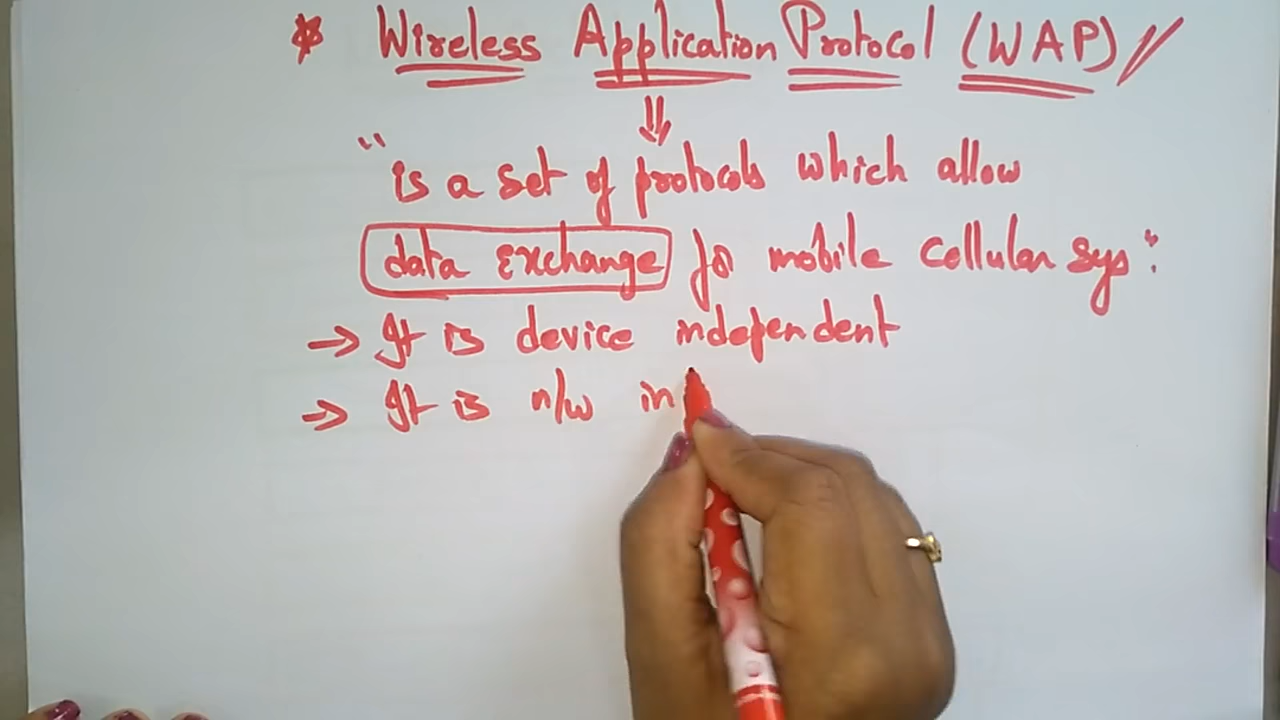 * Wireless Application Protocol (WAP) //
⇓
"is a set of protocols which allow
data exchange for mobile cellular sys":
→ It is device independent
→ It is n/w in